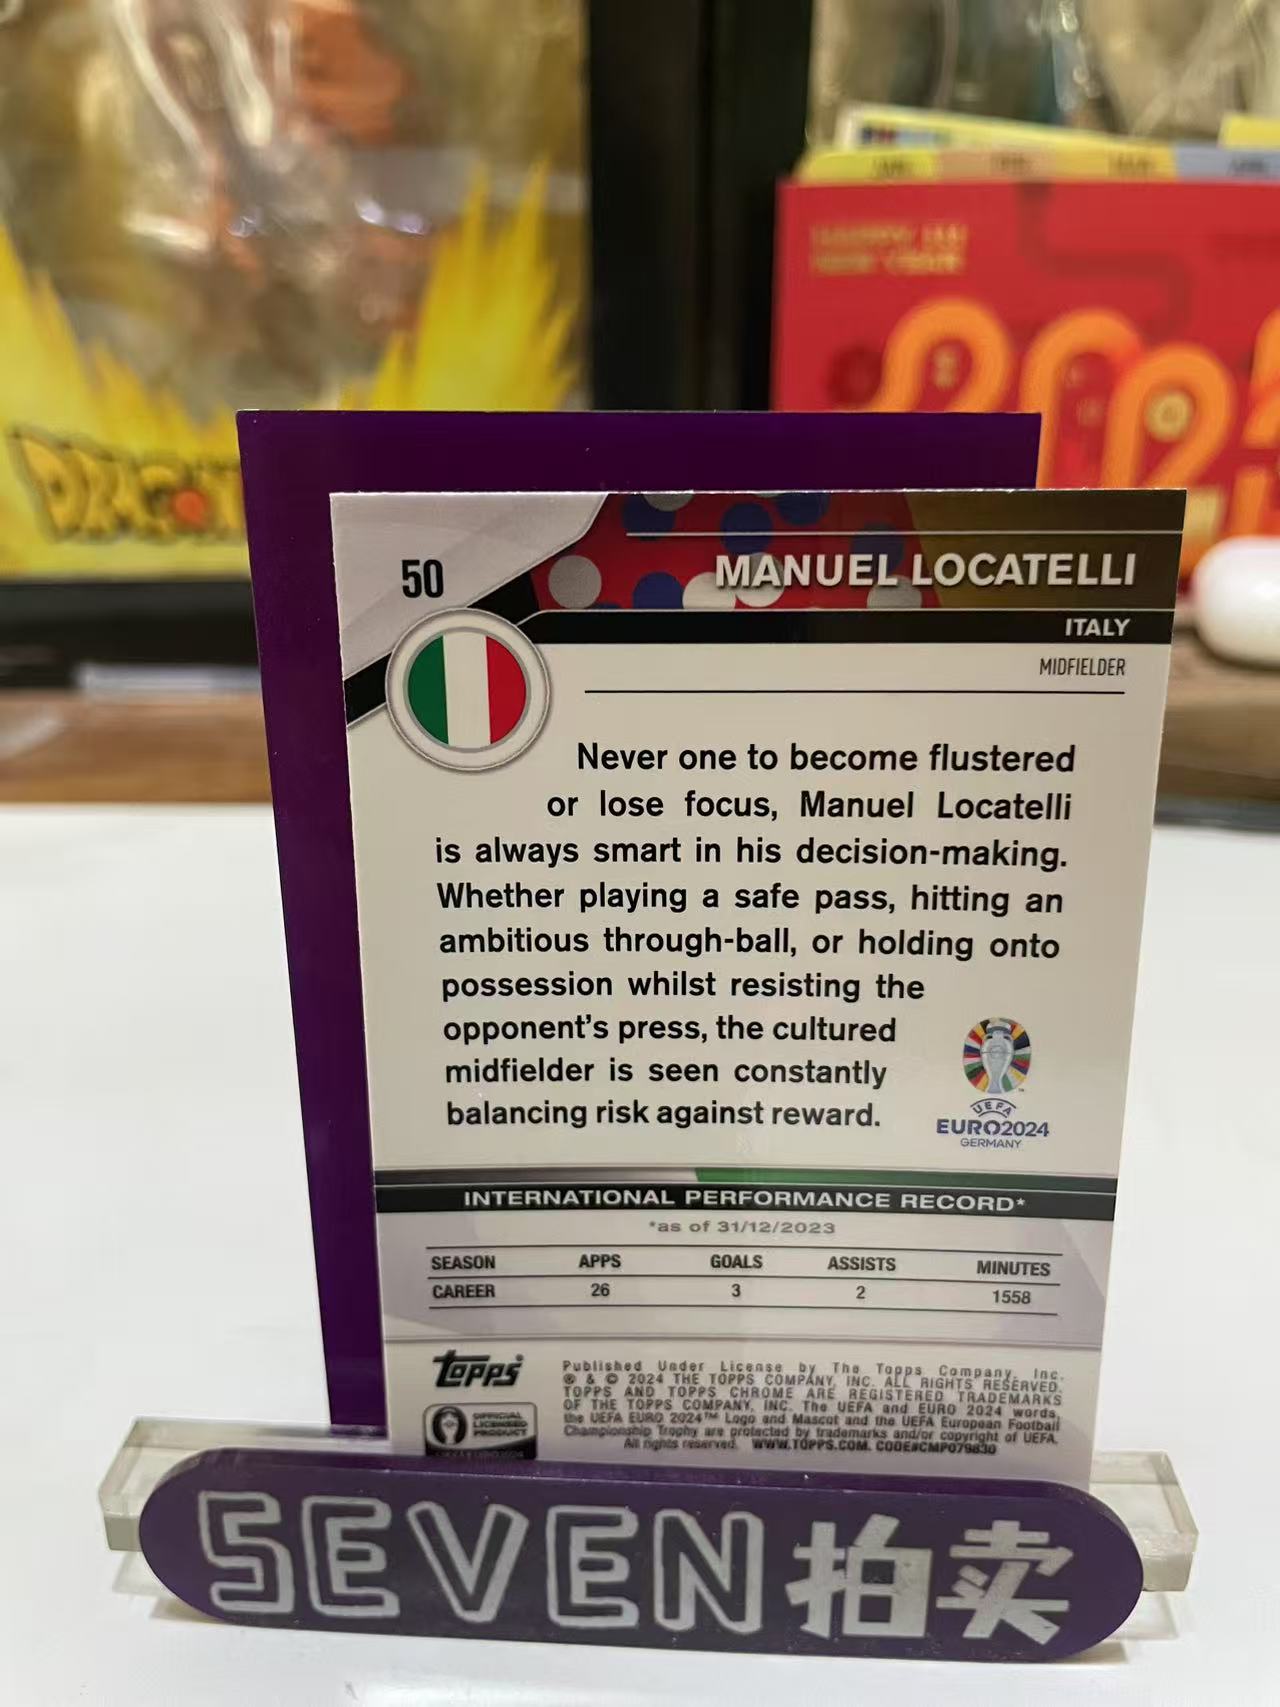 HAPPY
NEW YEAR
DRAGON
50
MANUEL LOCATELLI
ITALY
MIDFIELDER
Never one to become flustered
or lose focus, Manuel Locatelli
is always smart in his decision-making.
Whether playing a safe pass, hitting an
ambitious through-ball, or holding onto
possession whilst resisting the
opponent's press, the cultured
midfielder is seen constantly
balancing risk against reward.
UEFA
EURO2024
GERMANY
INTERNATIONAL PERFORMANCE RECORD*
*as of 31/12/2023
SEASON APPS GOALS ASSISTS MINUTES
CAREER 26 3 2 1558
Topps
OFFICIAL
LICENSED
PRODUCT
Published Under License by The Topps Company, Inc.
® & © 2024 THE TOPPS COMPANY, INC. ALL RIGHTS RESERVED.
TOPPS AND TOPPS CHROME ARE REGISTERED TRADEMARKS
OF THE TOPPS COMPANY, INC. The UEFA and EURO 2024 words,
the UEFA EURO 2024™ Logo and Mascot and the UEFA European Football
Championship Trophy are protected by trademarks and/or copyright of UEFA.
All rights reserved. WWW.TOPPS.COM. CODE#CMP079830
SEVEN拍卖